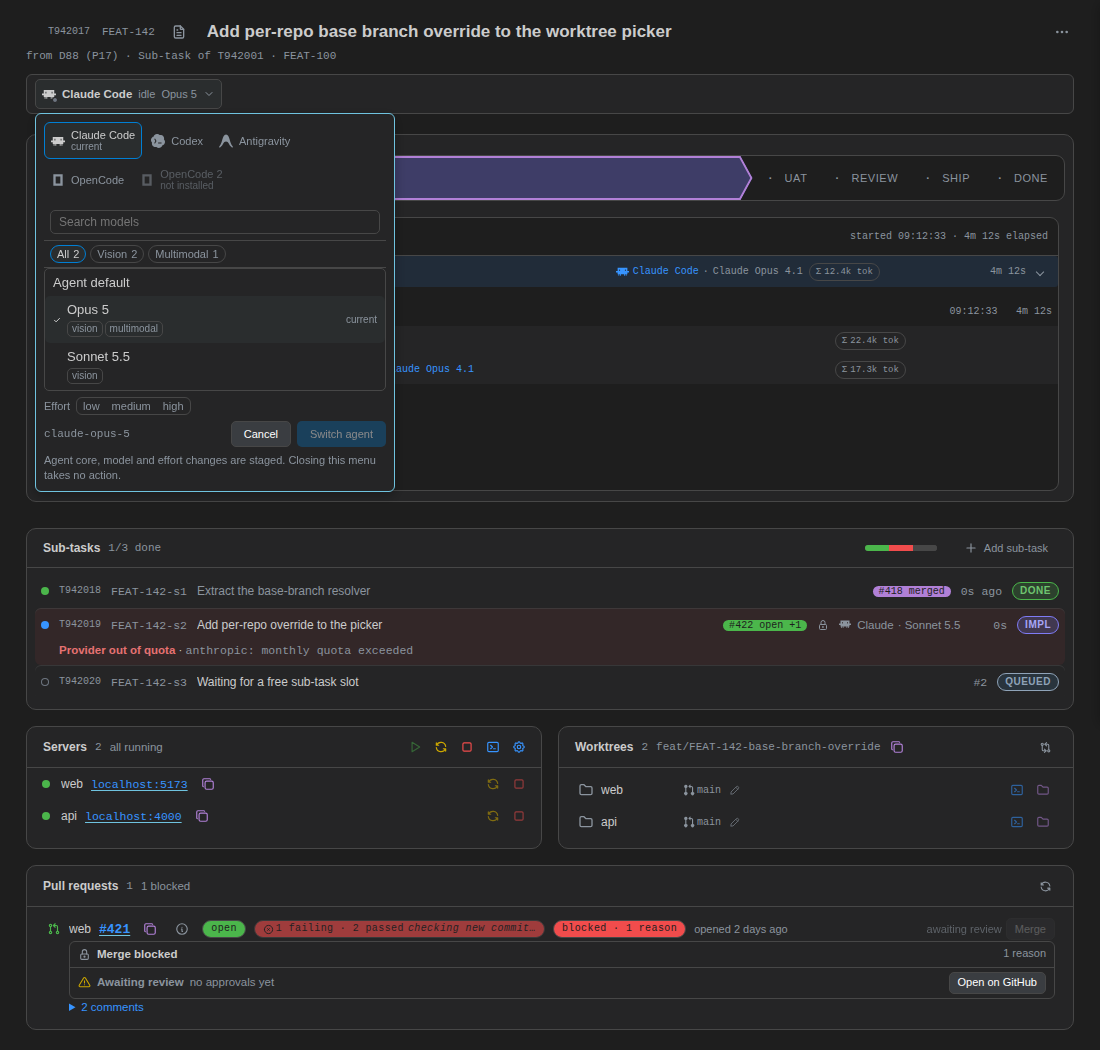 T942017 FEAT-142 Add per-repo base branch override to the worktree picker
from D88 (P17) · Sub-task of T942001 · FEAT-100
Claude Code idle Opus 5
Claude Code
current
Codex
Antigravity
OpenCode
OpenCode 2
not installed
· UAT · REVIEW · SHIP · DONE
Search models
started 09:12:33 · 4m 12s elapsed
All 2 Vision 2 Multimodal 1
Claude Code · Claude Opus 4.1 Σ 12.4k tok 4m 12s
Agent default
Opus 5
vision multimodal
current
09:12:33 4m 12s
Σ 22.4k tok
Sonnet 5.5
vision
aude Opus 4.1 Σ 17.3k tok
Effort low medium high
claude-opus-5 Cancel Switch agent
Agent core, model and effort changes are staged. Closing this menu
takes no action.
Sub-tasks 1/3 done Add sub-task
T942018 FEAT-142-s1 Extract the base-branch resolver #418 merged 0s ago DONE
T942019 FEAT-142-s2 Add per-repo override to the picker #422 open +1 Claude · Sonnet 5.5 0s IMPL
Provider out of quota · anthropic: monthly quota exceeded
T942020 FEAT-142-s3 Waiting for a free sub-task slot #2 QUEUED
Servers 2 all running
web localhost:5173
api localhost:4000
Worktrees 2 feat/FEAT-142-base-branch-override
web main
api main
Pull requests 1 1 blocked
web #421 open 1 failing · 2 passed checking new commit… blocked · 1 reason opened 2 days ago awaiting review Merge
Merge blocked 1 reason
Awaiting review no approvals yet Open on GitHub
2 comments